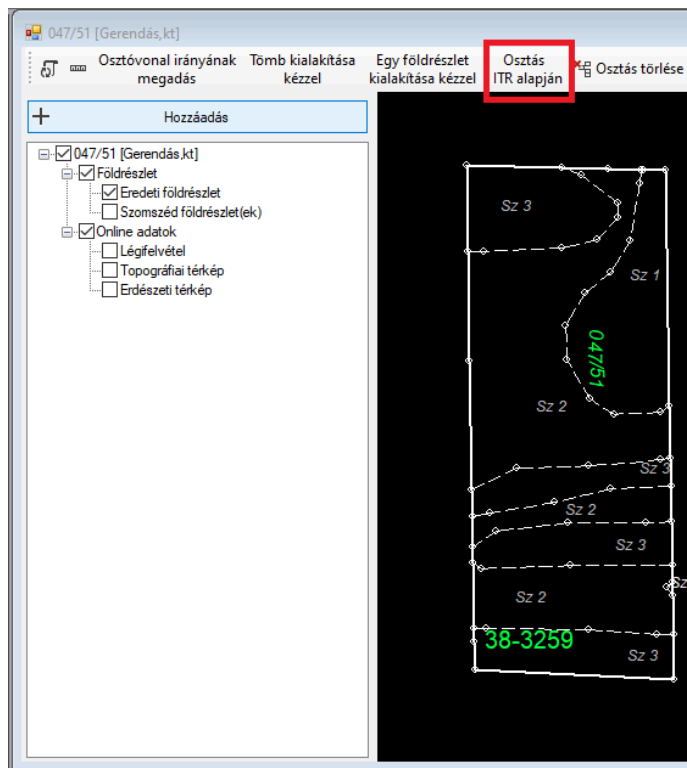 047/51 [Gerendás,kt]
Osztóvonal irányának Tömb kialakítása Egy földrészlet Osztás Osztás törlése
megadás kézzel kialakítása kézzel ITR alapján
Hozzáadás
047/51 [Gerendás,kt]
Földrészlet
Eredeti földrészlet
Szomszéd földrészlet(ek)
Online adatok
Légifelvétel
Topográfiai térkép
Erdészeti térkép
Sz 3
Sz 1
047/51
Sz 2
Sz 3
Sz 2
Sz 3
Sz
Sz 2
38-3259
Sz 3